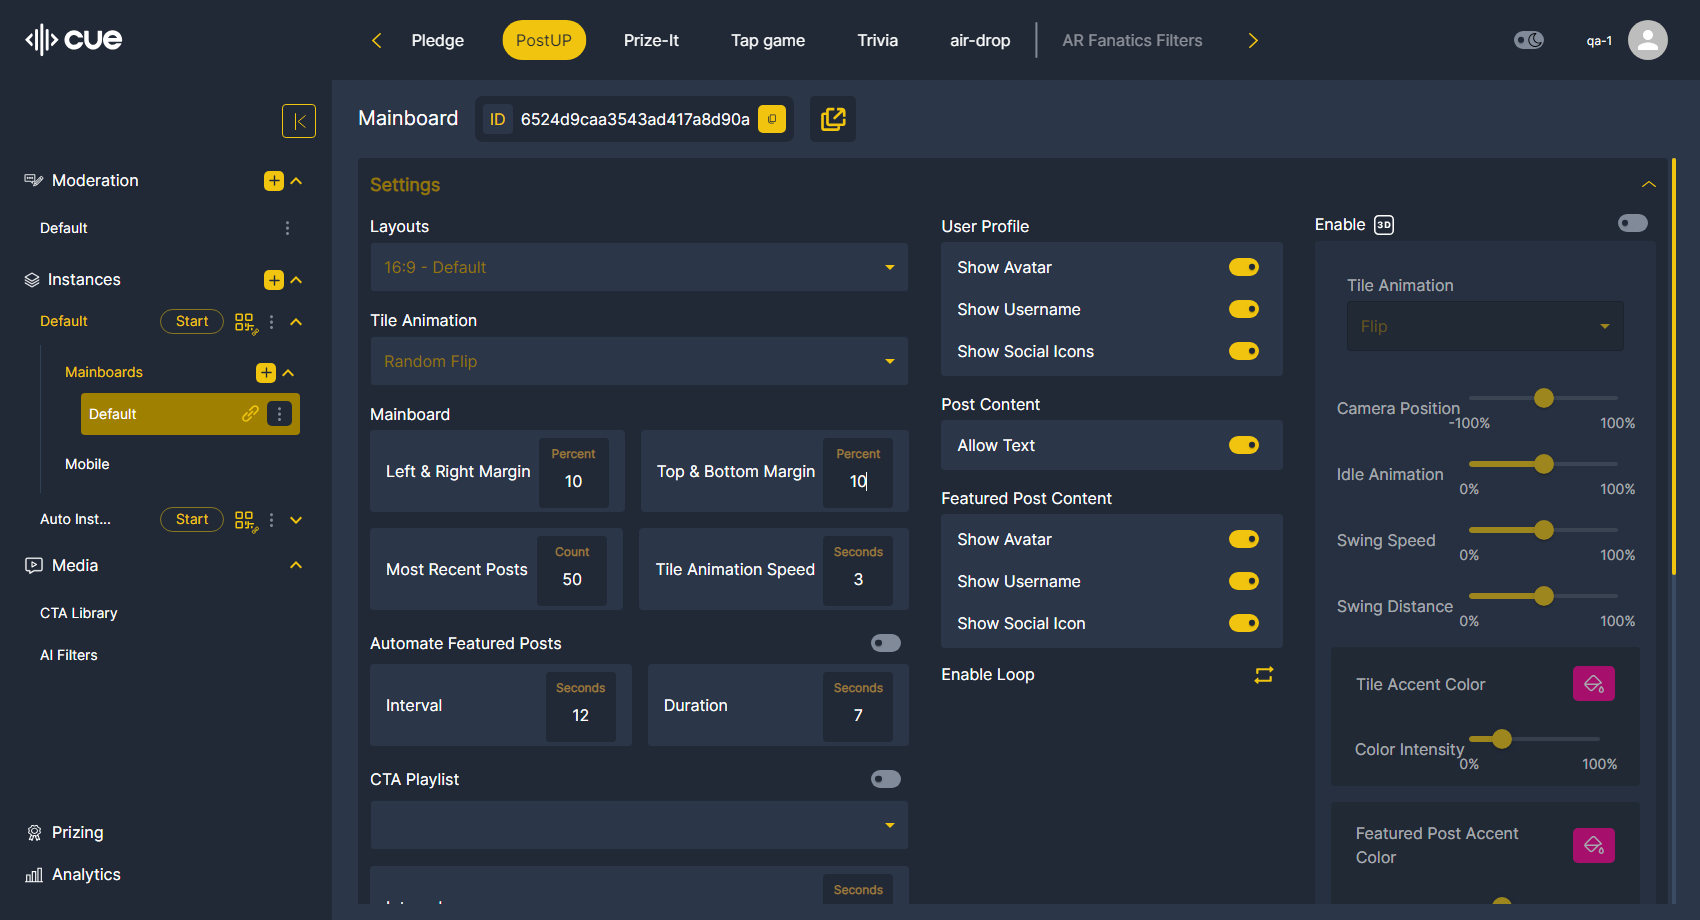 cue
Pledge
PostUP
Prize-It
Tap game
Trivia
air-drop
AR Fanatics Filters
qa-1
Moderation
Default
Instances
Default
Start
Mainboards
Default
Mobile
Auto Inst...
Start
Media
CTA Library
AI Filters
Prizing
Analytics
Mainboard
ID
6524d9caa3543ad417a8d90a
Settings
Layouts
16:9 - Default
Tile Animation
Random Flip
Mainboard
Left & Right Margin
Percent
10
Top & Bottom Margin
Percent
10
Most Recent Posts
Count
50
Tile Animation Speed
Seconds
3
Automate Featured Posts
Interval
Seconds
12
Duration
Seconds
7
CTA Playlist
Seconds
User Profile
Show Avatar
Show Username
Show Social Icons
Post Content
Allow Text
Featured Post Content
Show Avatar
Show Username
Show Social Icon
Enable Loop
Enable 3D
Tile Animation
Flip
Camera Position
-100%
100%
Idle Animation
0%
100%
Swing Speed
0%
100%
Swing Distance
0%
100%
Tile Accent Color
Color Intensity
0%
100%
Featured Post Accent
Color